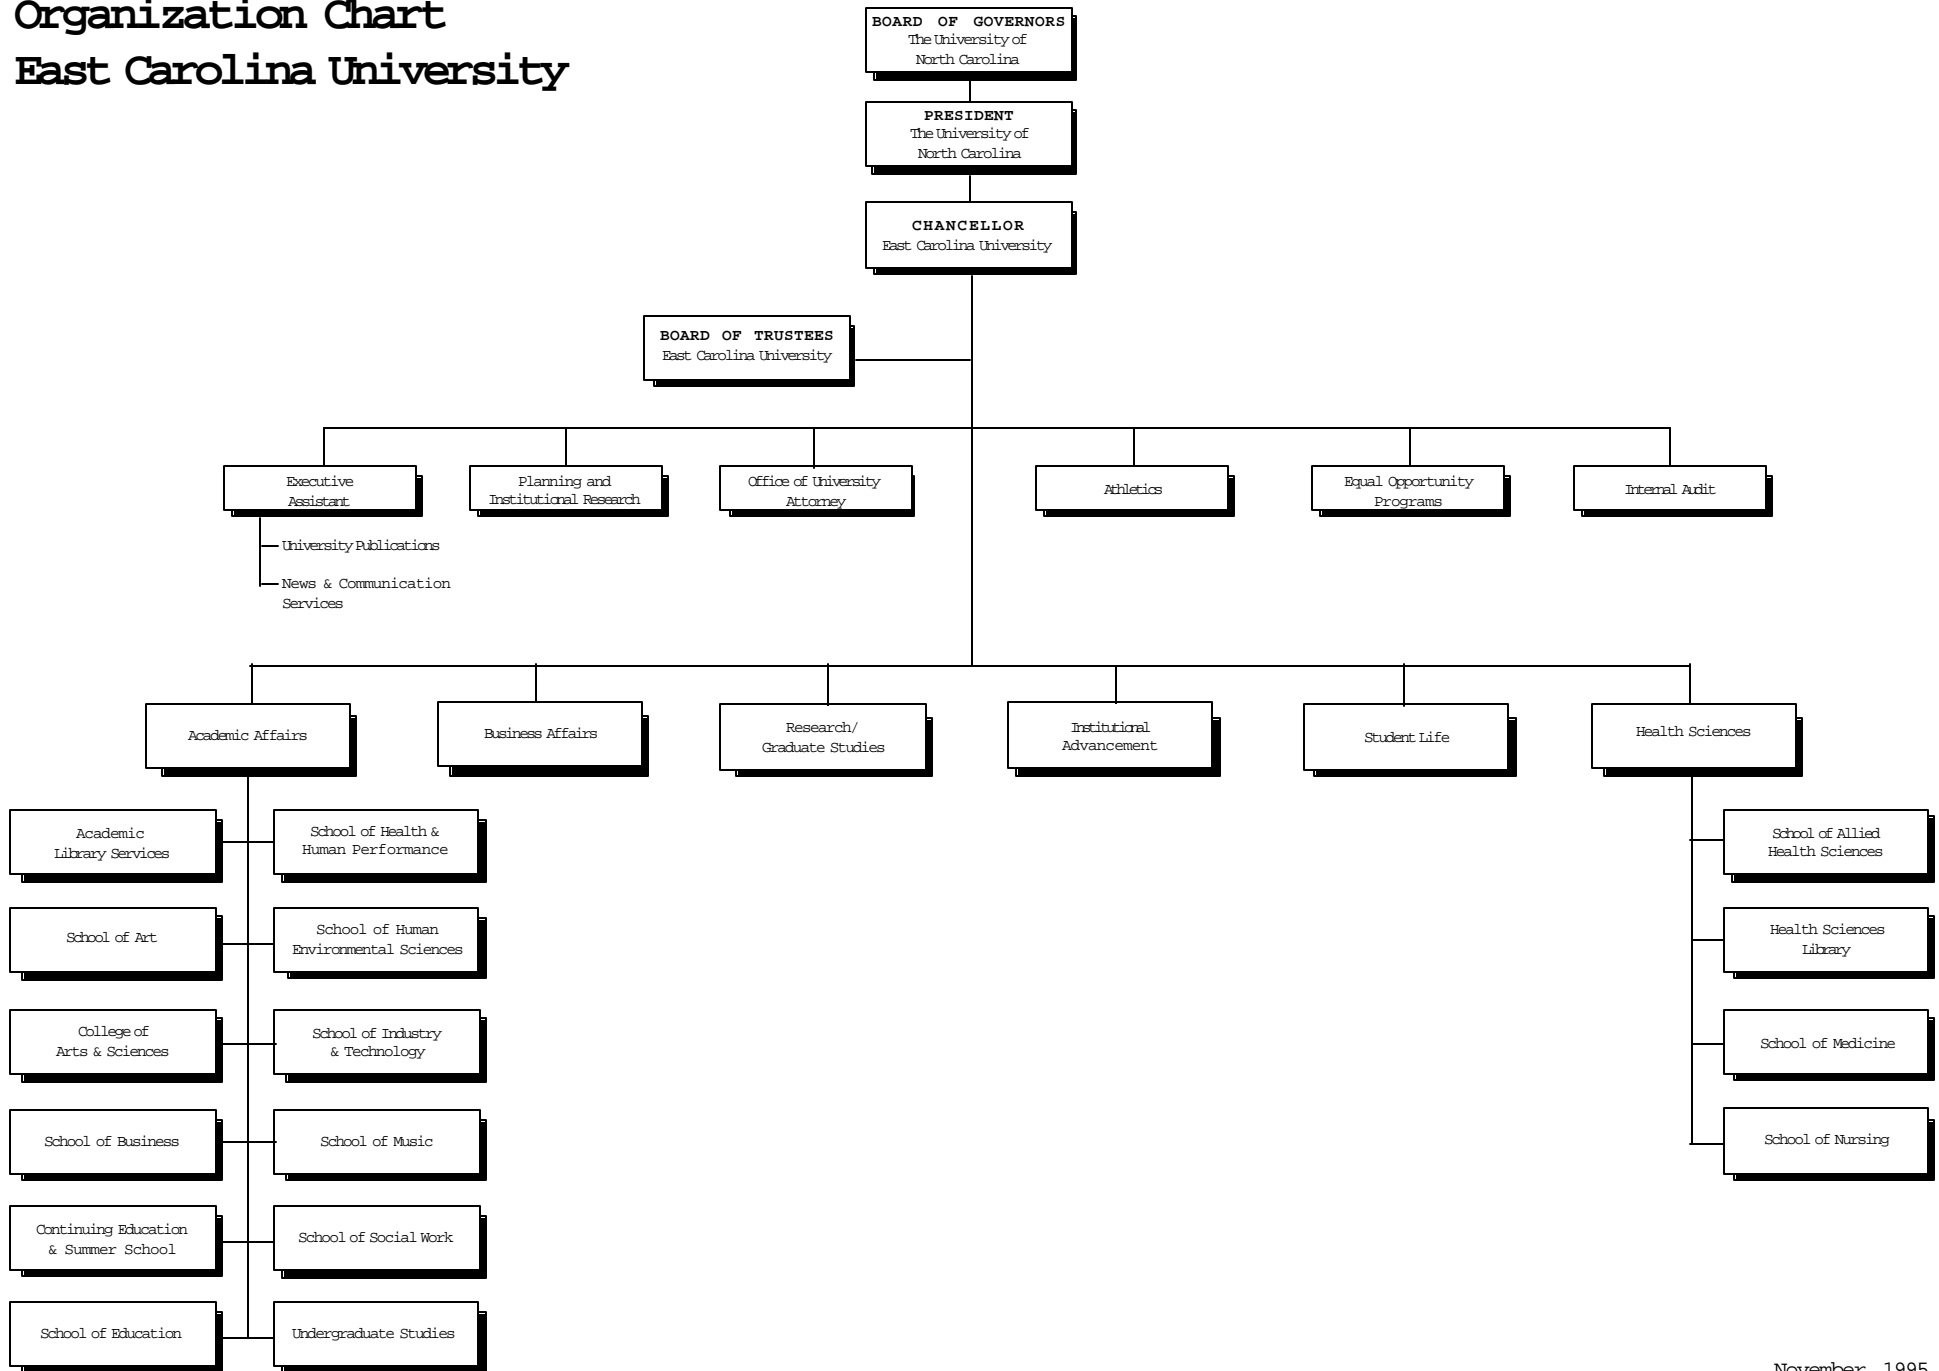 Organization Chart
East Carolina University
BOARD OF GOVERNORS
The University of
North Carolina
PRESIDENT
The University of
North Carolina
CHANCELLOR
East Carolina University
BOARD OF TRUSTEES
East Carolina University
Executive
Assistant
Planning and
Institutional Research
Office of University
Attorney
Athletics
Equal Opportunity
Programs
Internal Audit
University Publications
News & Communication
Services
Academic Affairs
Business Affairs
Research/
Graduate Studies
Institutional
Advancement
Student Life
Health Sciences
Academic
Library Services
School of Health &
Human Performance
School of Allied
Health Sciences
School of Art
School of Human
Environmental Sciences
Health Sciences
Library
College of
Arts & Sciences
School of Industry
& Technology
School of Medicine
School of Business
School of Music
School of Nursing
Continuing Education
& Summer School
School of Social Work
School of Education
Undergraduate Studies
November, 1995